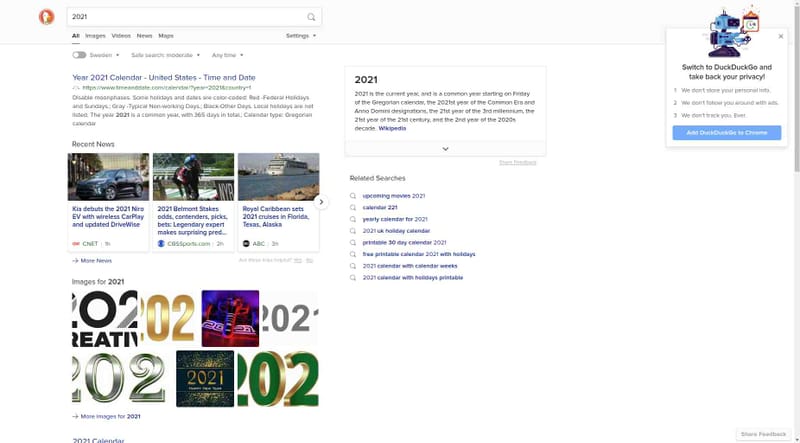 2021
All Images Videos News Maps Settings
Sweden Safe search: moderate Any time
Year 2021 Calendar - United States - Time and Date
https://www.timeanddate.com/calendar/?year=2021&country=1
Disable moonphases. Some holidays and dates are color-coded: Red -Federal Holidays
and Sundays.; Gray -Typical Non-working Days.; Black-Other Days. Local holidays are not
listed. The year 2021 is a common year, with 365 days in total.; Calendar type: Gregorian
calendar
Recent News
Kia debuts the 2021 Niro
EV with wireless CarPlay
and updated DriveWise
CNET 1h
2021 Belmont Stakes
odds, contenders, picks,
bets: Legendary expert
makes surprising pred...
CBSSports.com 2h
Royal Caribbean sets
2021 cruises in Florida,
Texas, Alaska
ABC 3h
More News
Are these links helpful? Yes No
Images for 2021
202
CREATIV
202
2021
2021
202
2021
HAPPY NEW YEAR
202
More Images for 2021
2021 Calendar
2021
2021 is the current year, and is a common year starting on Friday
of the Gregorian calendar, the 2021st year of the Common Era and
Anno Domini designations, the 21st year of the 3rd millennium, the
21st year of the 21st century, and the 2nd year of the 2020s
decade. Wikipedia
Share Feedback
Related Searches
upcoming movies 2021
calendar 221
yearly calendar for 2021
2021 uk holiday calendar
printable 30 day calendar 2021
free printable calendar 2021 with holidays
2021 calendar with calendar weeks
2021 calendar with holidays printable
Switch to DuckDuckGo and
take back your privacy!
1 We don't store your personal info.
2 We don't follow you around with ads.
3 We don't track you. Ever.
Add DuckDuckGo to Chrome
Share Feedback